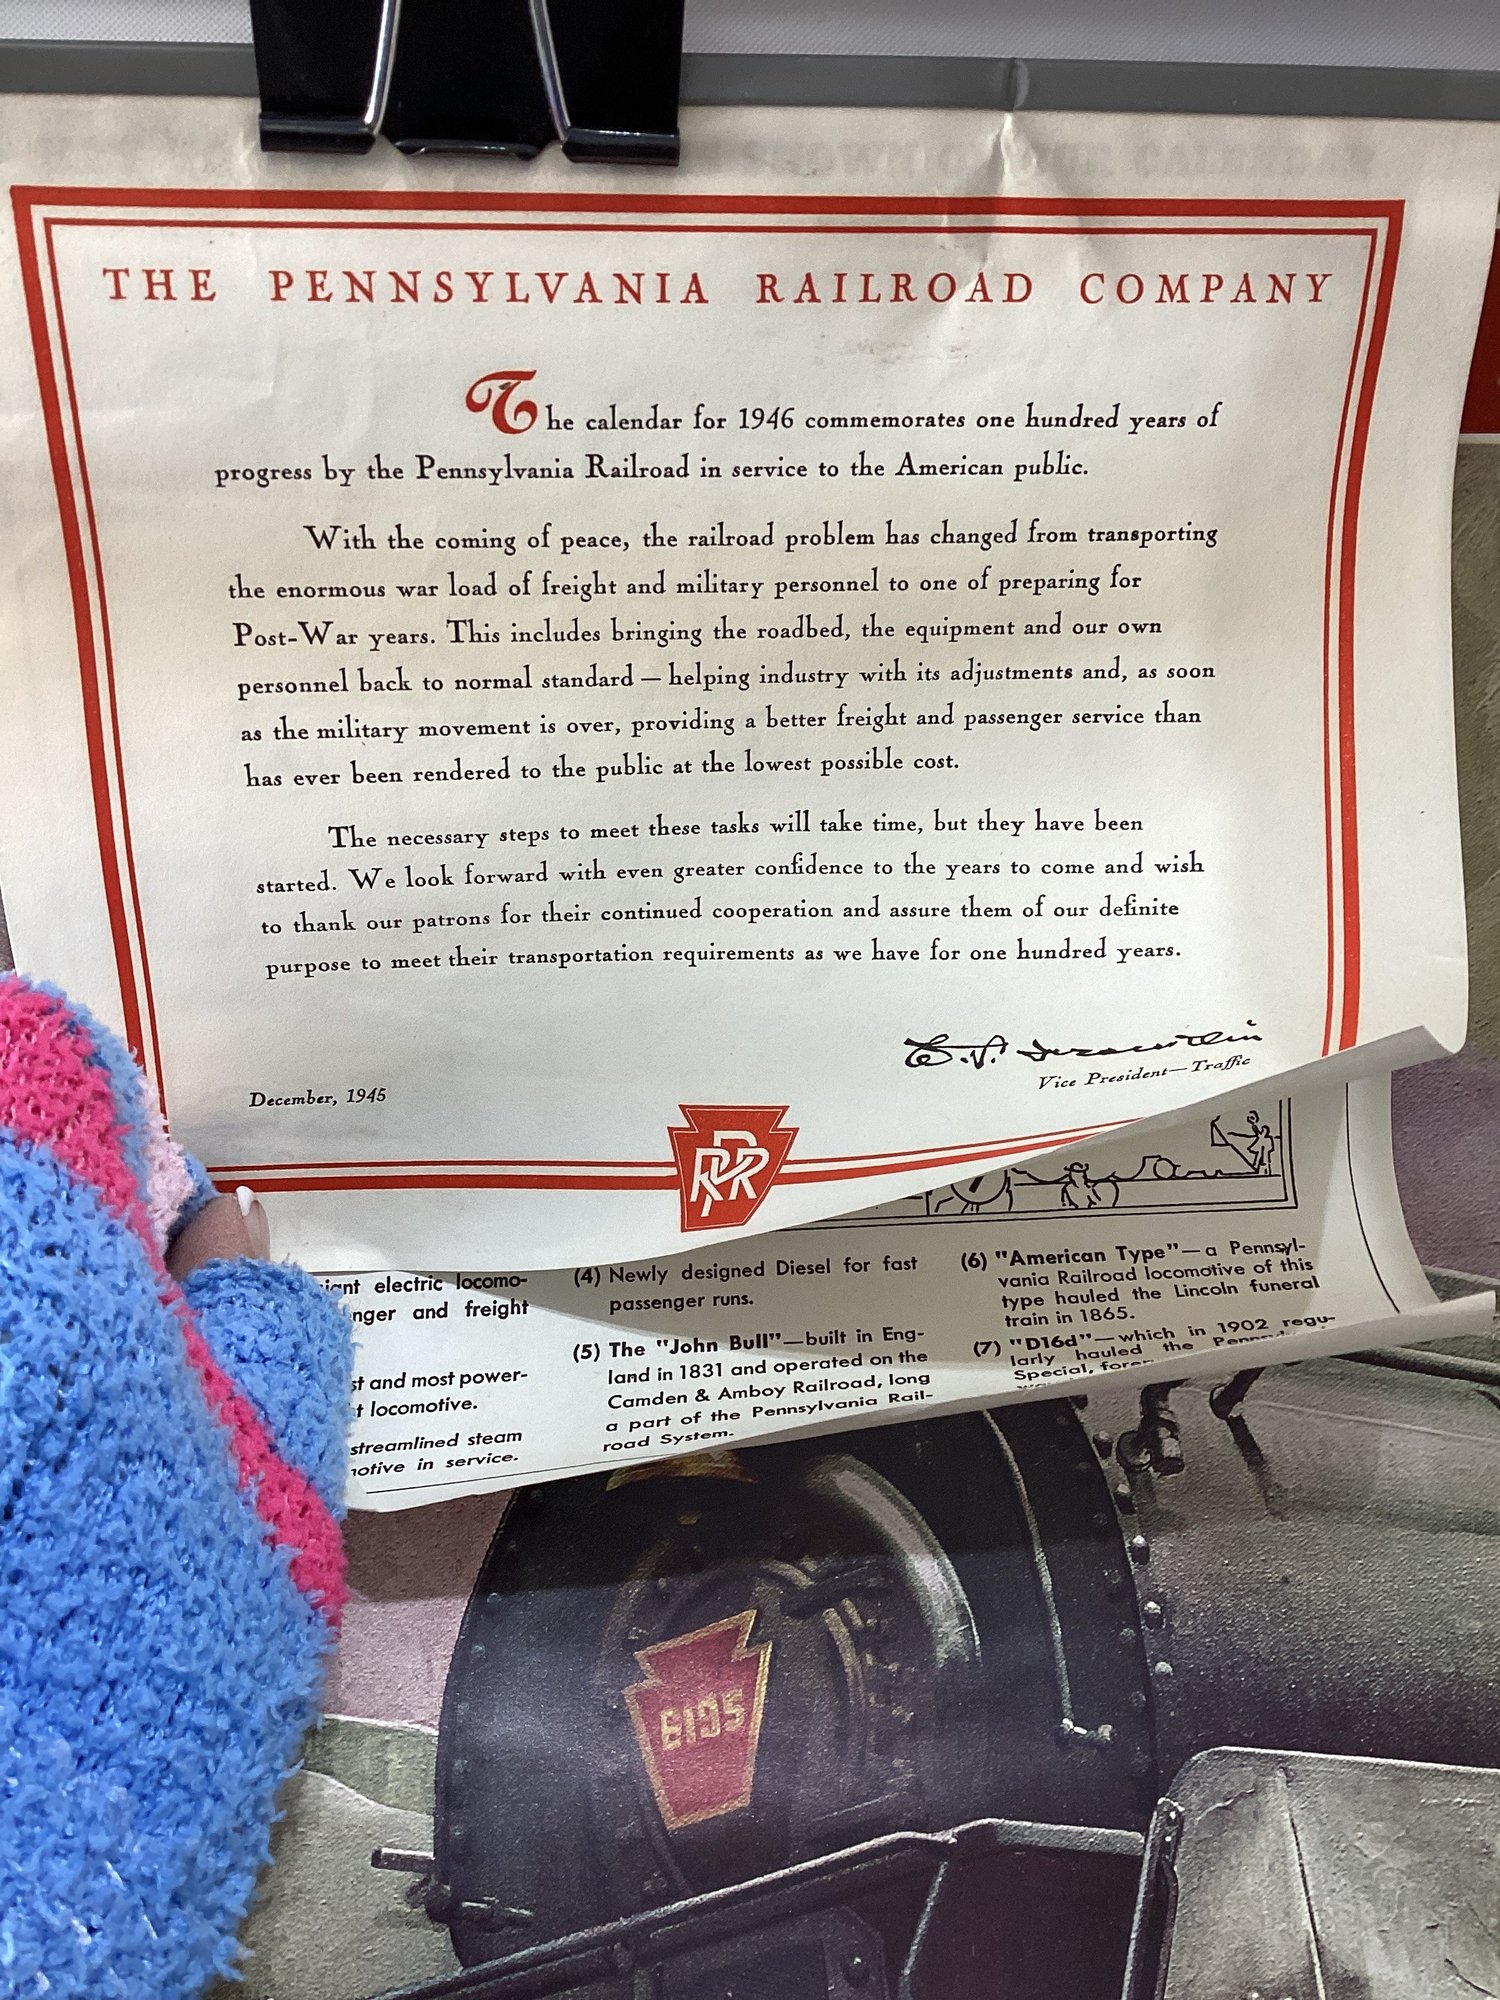 THE PENNSYLVANIA RAILROAD COMPANY
The calendar for 1946 commemorates one hundred years of
progress by the Pennsylvania Railroad in service to the American public.
With the coming of peace, the railroad problem has changed from transporting
the enormous war load of freight and military personnel to one of preparing for
Post-War years. This includes bringing the roadbed, the equipment and our own
personnel back to normal standard — helping industry with its adjustments and, as soon
as the military movement is over, providing a better freight and passenger service than
has ever been rendered to the public at the lowest possible cost.
The necessary steps to meet these tasks will take time, but they have been
started. We look forward with even greater confidence to the years to come and wish
to thank our patrons for their continued cooperation and assure them of our definite
purpose to meet their transportation requirements as we have for one hundred years.
Vice President—Traffic
December, 1945
PRR
electric locomo-
and freight
and most power-
locomotive.
streamlined steam
in service.
(4) Newly designed Diesel for fast
passenger runs.
(5) The "John Bull"—built in Eng-
land in 1831 and operated on the
Camden & Amboy Railroad, long
a part of the Pennsylvania Rail-
road System.
(6) "American Type"—a Pennsyl-
vania Railroad locomotive of this
type hauled the Lincoln funeral
train in 1865.
(7) "D16d"—which in 1902 regu-
larly hauled the
Special,